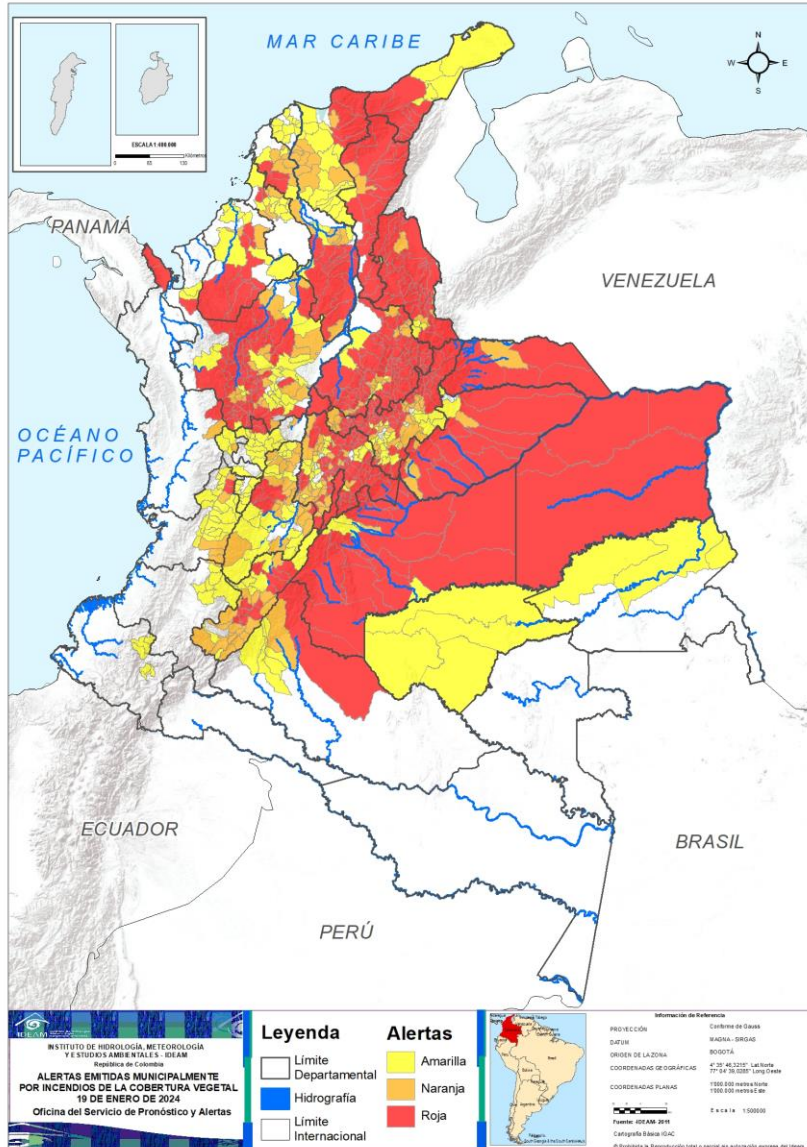 MAR CARIBE
N
W
E
S
ESCALA 1:400.000
PANAMÁ
VENEZUELA
OCÉANO
PACÍFICO
ECUADOR
PERÚ
BRASIL
IDEAM
INSTITUTO DE HIDROLOGÍA, METEOROLOGÍA
Y ESTUDIOS AMBIENTALES - IDEAM
República de Colombia
ALERTAS EMITIDAS MUNICIPALMENTE
POR INCENDIOS DE LA COBERTURA VEGETAL
19 DE ENERO DE 2024
Oficina del Servicio de Pronóstico y Alertas
Leyenda
Límite
Departamental
Hidrografía
Límite
Internacional
Alertas
Amarilla
Naranja
Roja
Información de Referencia
PROYECCIÓN Conforme de Gauss
DATUM MAGNA - SIRGAS
ORIGEN DE LA ZONA BOGOTÁ
COORDENADAS GEOGRÁFICAS
COORDENADAS PLANAS
Escala 1:500000
Fuente: IDEAM- 2011
Cartografía Básica IGAC